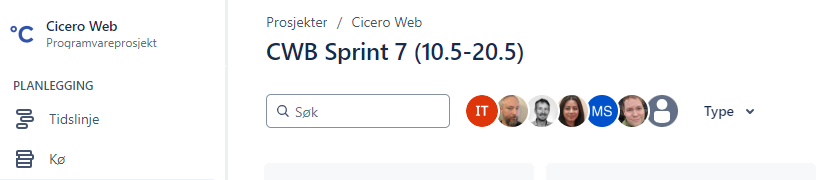 °C
Cicero Web
Programvareprosjekt
PLANLEGGING
Tidslinje
Kø
Prosjekter / Cicero Web
CWB Sprint 7 (10.5-20.5)
Søk
IT
MS
Type